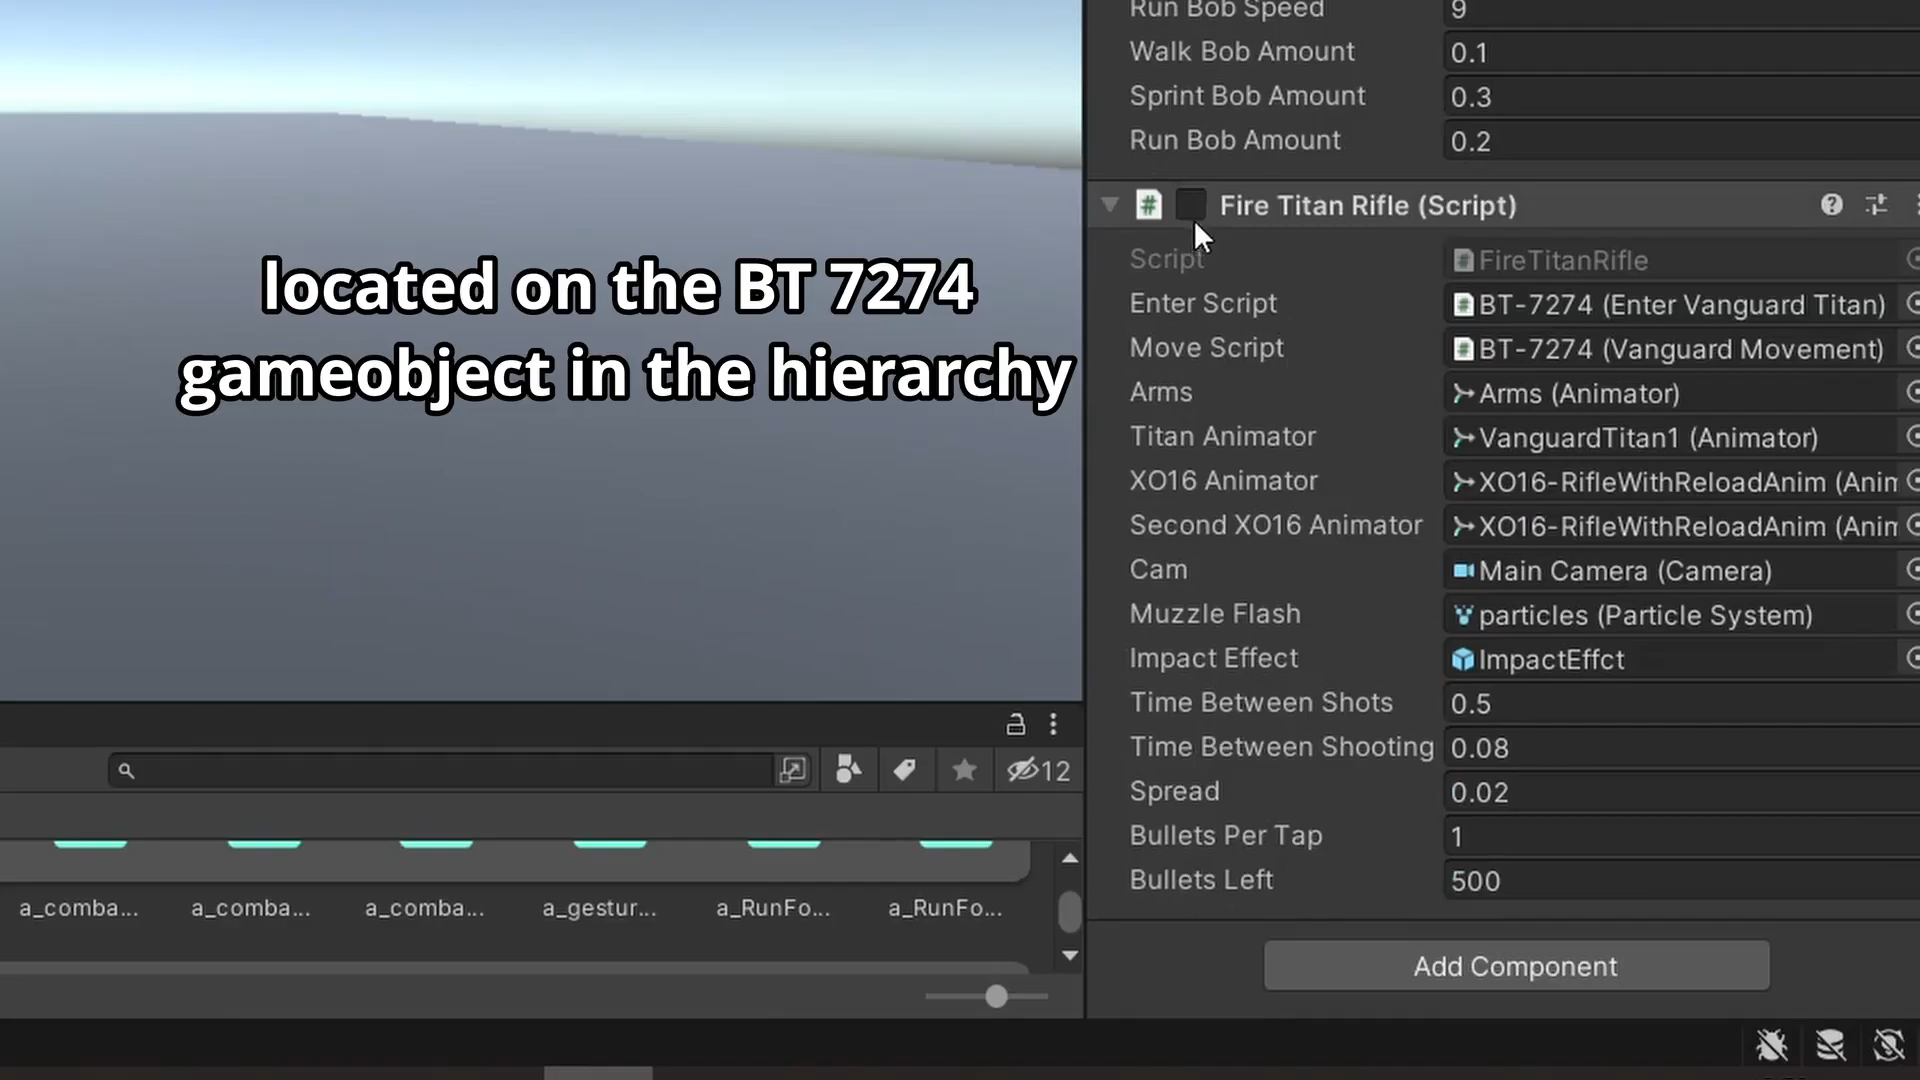 Run Bob Speed 9
Walk Bob Amount 0.1
Sprint Bob Amount 0.3
Run Bob Amount 0.2
# Fire Titan Rifle (Script) ?
Script # FireTitanRifle
located on the BT 7274
gameobject in the hierarchy
Enter Script # BT-7274 (Enter Vanguard Titan)
Move Script # BT-7274 (Vanguard Movement)
Arms Arms (Animator)
Titan Animator VanguardTitan1 (Animator)
XO16 Animator XO16-RifleWithReloadAnim (Anim
Second XO16 Animator XO16-RifleWithReloadAnim (Anim
Cam Main Camera (Camera)
Muzzle Flash particles (Particle System)
Impact Effect ImpactEffct
Time Between Shots 0.5
Time Between Shooting 0.08
Spread 0.02
Bullets Per Tap 1
Bullets Left 500
12
a_comba... a_comba... a_comba... a_gestur... a_RunFo... a_RunFo...
Add Component